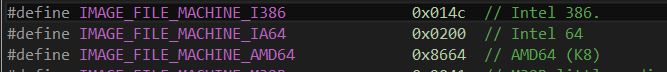 #define IMAGE_FILE_MACHINE_I386 0x014c // Intel 386.
#define IMAGE_FILE_MACHINE_IA64 0x0200 // Intel 64
#define IMAGE_FILE_MACHINE_AMD64 0x8664 // AMD64 (K8)